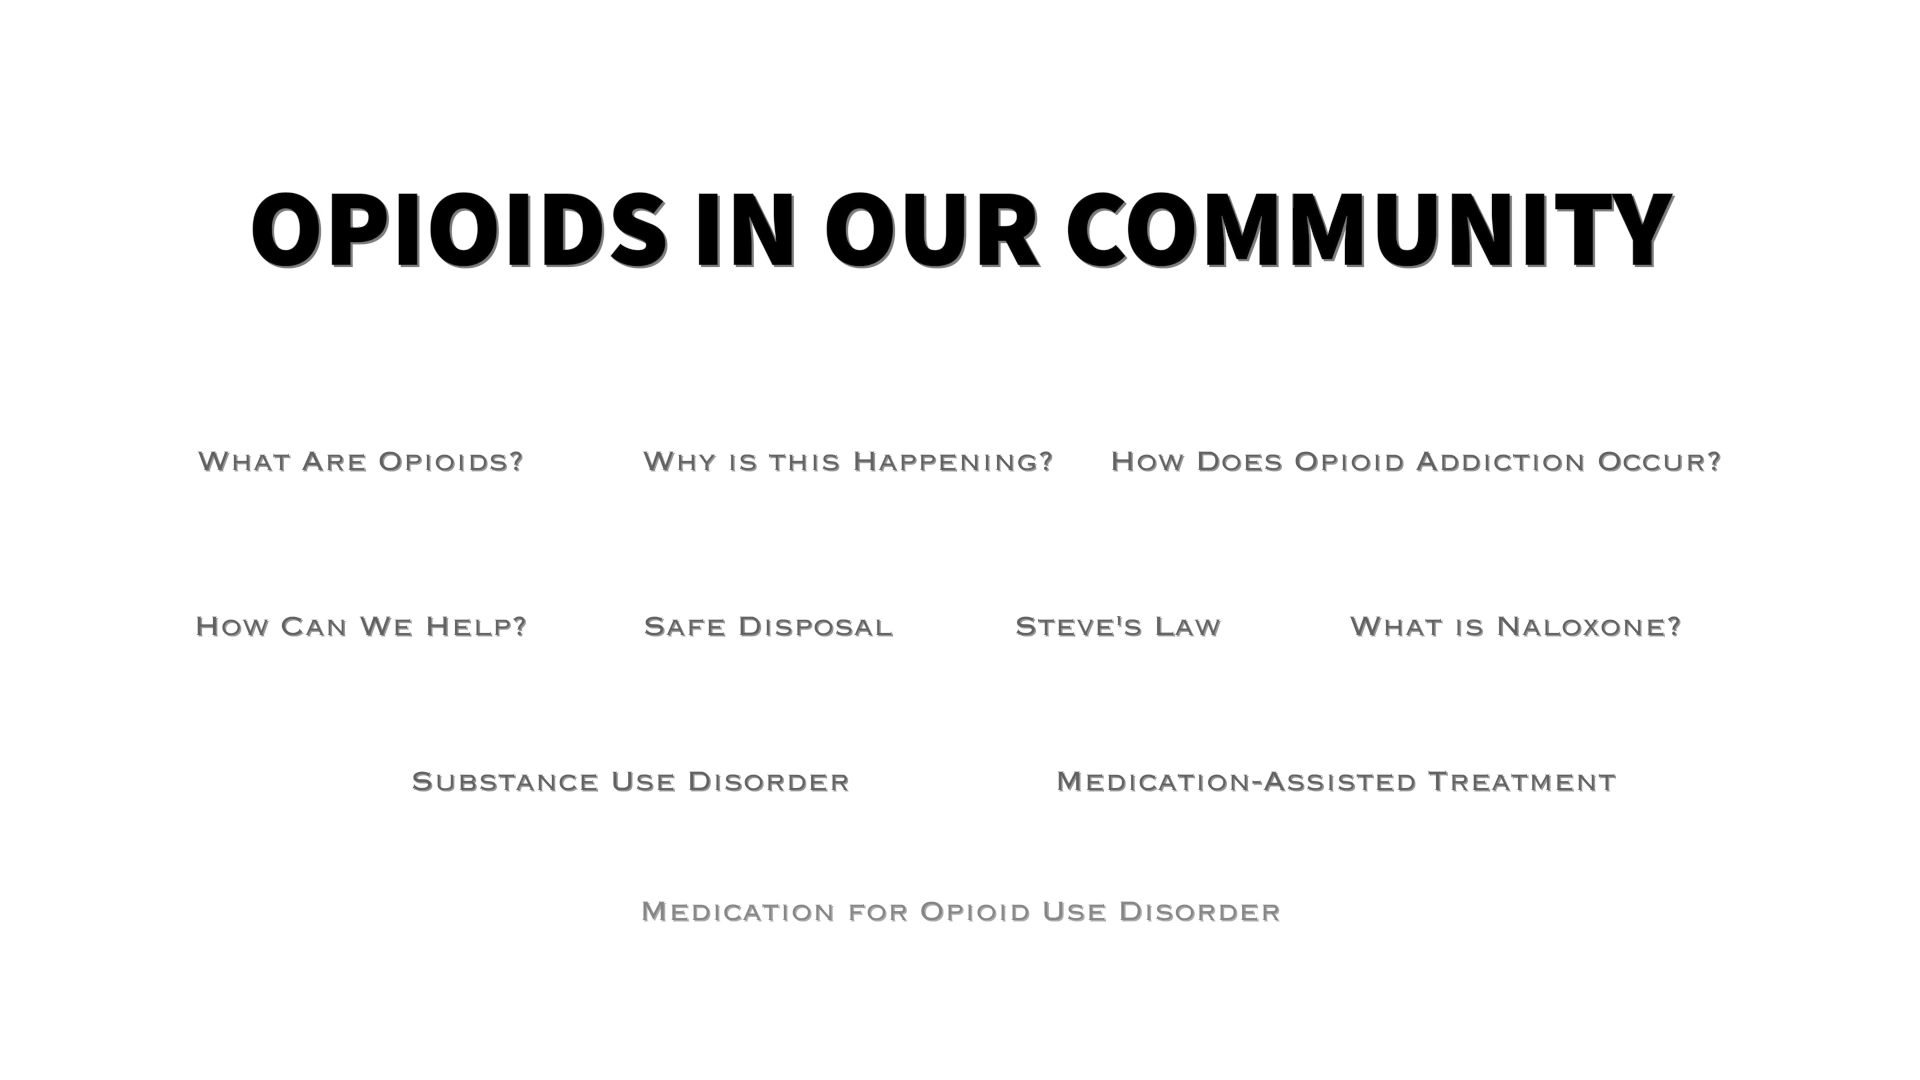 OPIOIDS IN OUR COMMUNITY
What Are Opioids? Why is this Happening? How Does Opioid Addiction Occur?
How Can We Help? Safe Disposal Steve's Law What is Naloxone?
Substance Use Disorder Medication-Assisted Treatment
Medication for Opioid Use Disorder